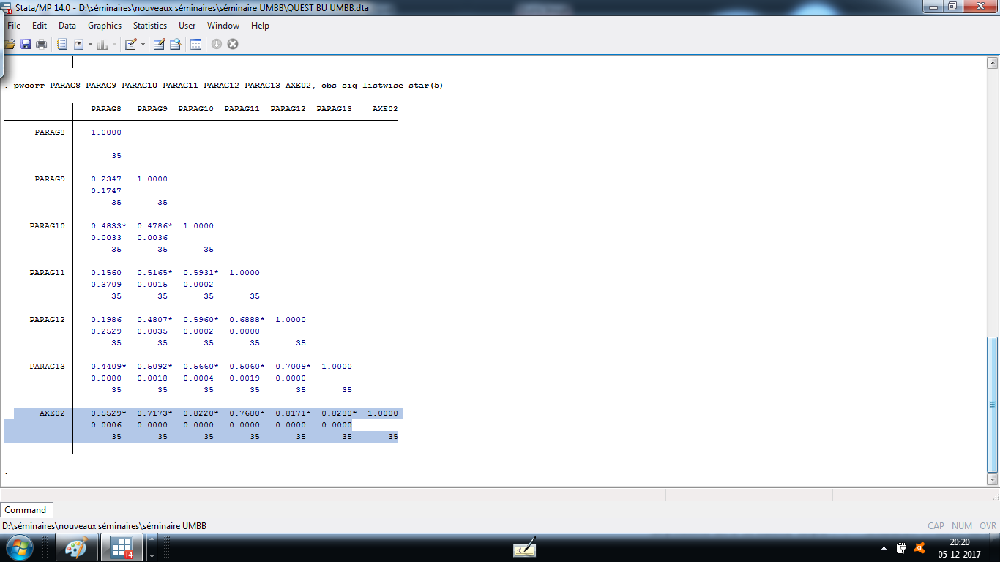 Stata/MP 14.0 - D:\séminaires\nouveaux séminaires\séminaire UMBB\QUEST BU UMBB.dta
File Edit Data Graphics Statistics User Window Help
. pwcorr PARAG8 PARAG9 PARAG10 PARAG11 PARAG12 PARAG13 AXE02, obs sig listwise star(5)
PARAG8 PARAG9 PARAG10 PARAG11 PARAG12 PARAG13 AXE02
PARAG8 1.0000
35
PARAG9 0.2347 1.0000
0.1747
35 35
PARAG10 0.4833* 0.4786* 1.0000
0.0033 0.0036
35 35 35
PARAG11 0.1560 0.5165* 0.5931* 1.0000
0.3709 0.0015 0.0002
35 35 35 35
PARAG12 0.1986 0.4807* 0.5960* 0.6888* 1.0000
0.2529 0.0035 0.0002 0.0000
35 35 35 35 35
PARAG13 0.4409* 0.5092* 0.5660* 0.5060* 0.7009* 1.0000
0.0080 0.0018 0.0004 0.0019 0.0000
35 35 35 35 35 35
AXE02 0.5529* 0.7173* 0.8220* 0.7680* 0.8171* 0.8280* 1.0000
0.0006 0.0000 0.0000 0.0000 0.0000 0.0000
35 35 35 35 35 35 35
.
Command
D:\séminaires\nouveaux séminaires\séminaire UMBB
CAP NUM OVR
14
20:20
05-12-2017